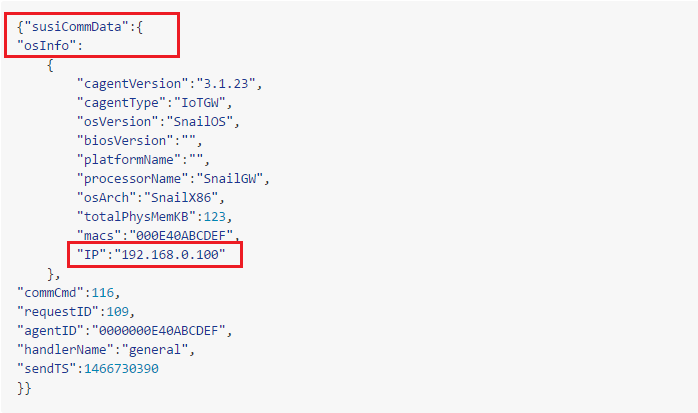 {"susiCommData":{
"osInfo":
{
"cagentVersion":"3.1.23",
"cagentType":"IoTGW",
"osVersion":"SnailOS",
"biosVersion":"",
"platformName":"",
"processorName":"SnailGW",
"osArch":"SnailX86",
"totalPhysMemKB":123,
"macs":"000E40ABCDEF",
"IP":"192.168.0.100"
},
"commCmd":116,
"requestID":109,
"agentID":"0000000E40ABCDEF",
"handlerName":"general",
"sendTS":1466730390
}}